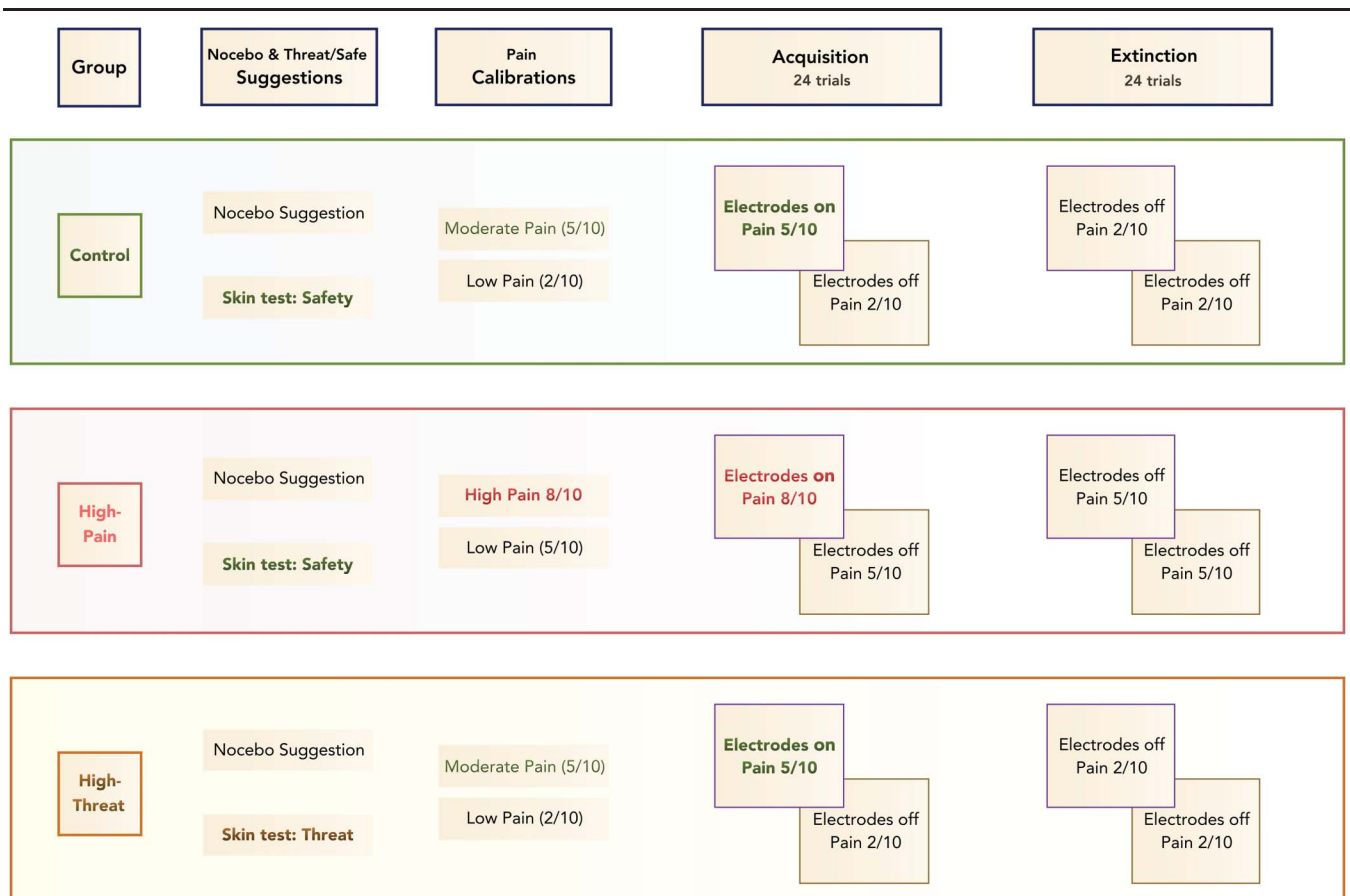 Group
Nocebo & Threat/Safe
Suggestions
Pain
Calibrations
Acquisition
24 trials
Extinction
24 trials
Control
Nocebo Suggestion
Skin test: Safety
Moderate Pain (5/10)
Low Pain (2/10)
Electrodes on
Pain 5/10
Electrodes off
Pain 2/10
Electrodes off
Pain 2/10
Electrodes off
Pain 2/10
High-
Pain
Nocebo Suggestion
Skin test: Safety
High Pain 8/10
Low Pain (5/10)
Electrodes on
Pain 8/10
Electrodes off
Pain 5/10
Electrodes off
Pain 5/10
Electrodes off
Pain 5/10
High-
Threat
Nocebo Suggestion
Skin test: Threat
Moderate Pain (5/10)
Low Pain (2/10)
Electrodes on
Pain 5/10
Electrodes off
Pain 2/10
Electrodes off
Pain 2/10
Electrodes off
Pain 2/10